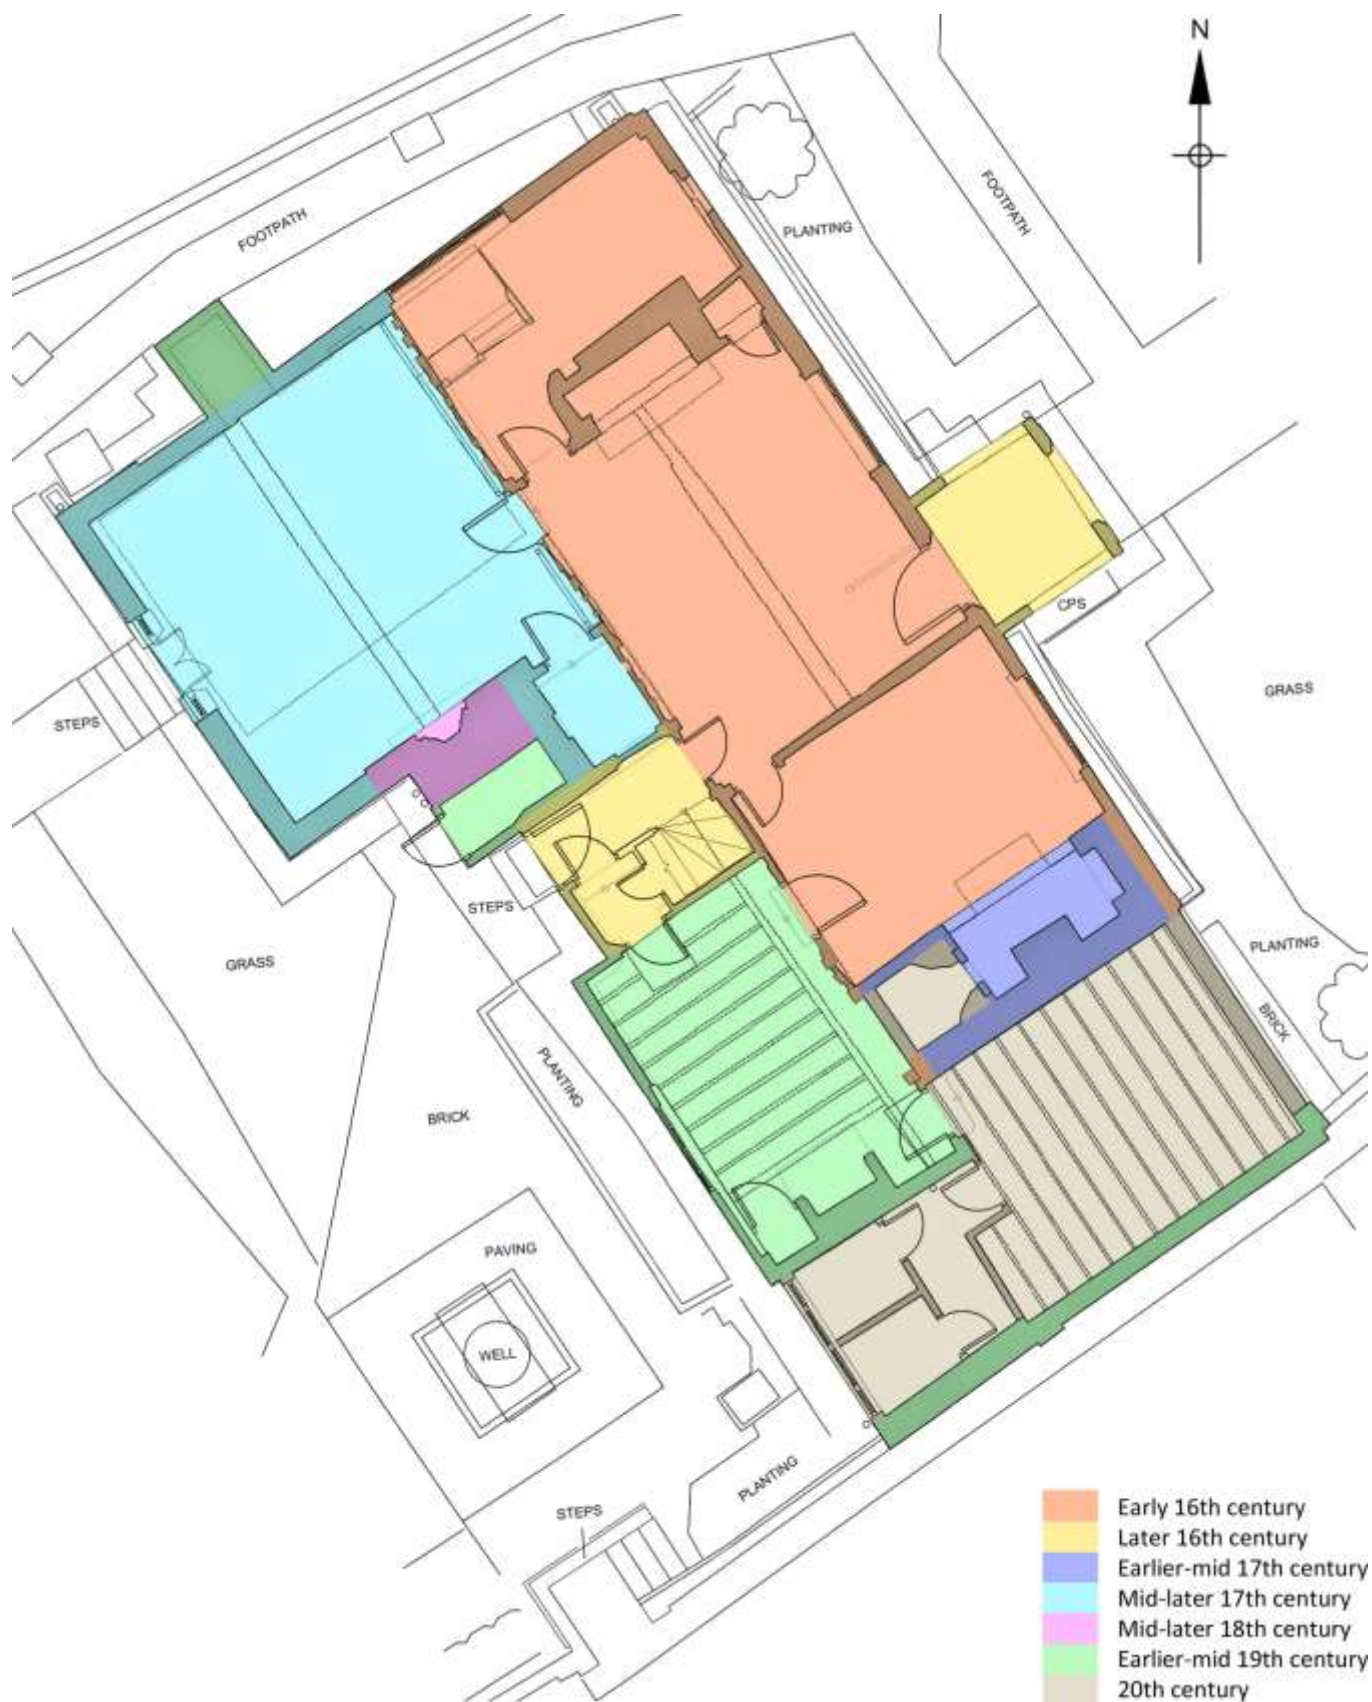 N
FOOTPATH
FOOTPATH
PLANTING
CPS
GRASS
STEPS
STEPS
GRASS
PLANTING
BRICK
PLANTING
BRICK
PAVING
WELL
PLANTING
STEPS
Early 16th century
Later 16th century
Earlier-mid 17th century
Mid-later 17th century
Mid-later 18th century
Earlier-mid 19th century
20th century